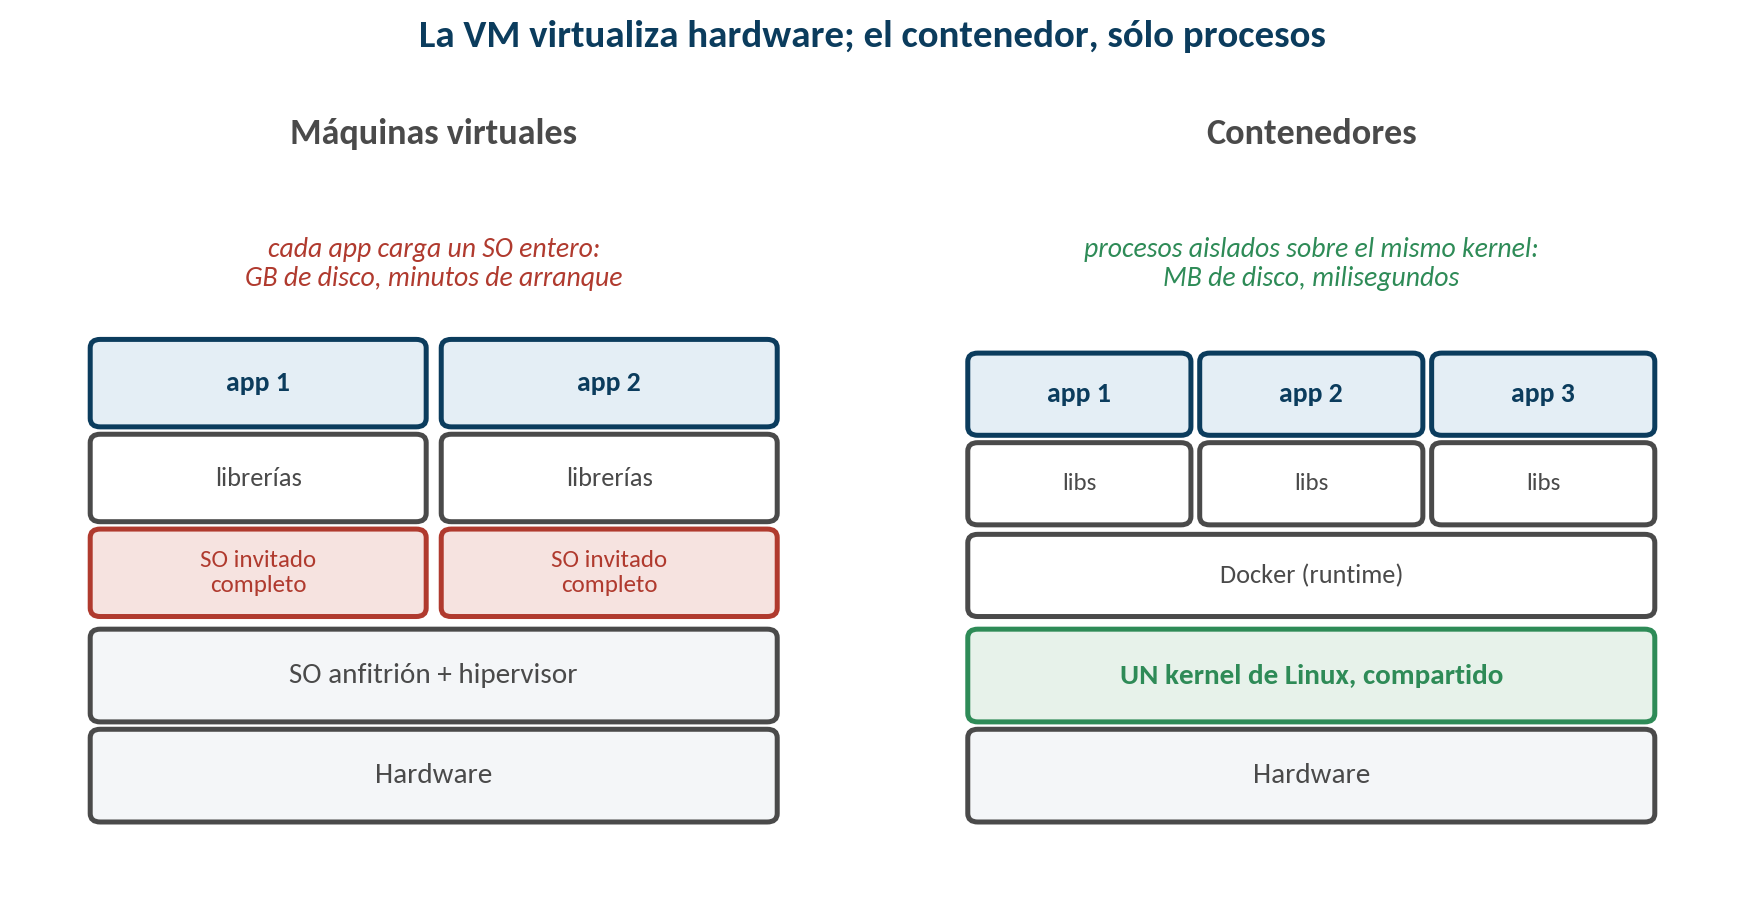 La VM virtualiza hardware; el contenedor, sólo procesos
Máquinas virtuales
cada app carga un SO entero:
GB de disco, minutos de arranque
app 1
app 2
librerías
librerías
SO invitado
completo
SO invitado
completo
SO anfitrión + hipervisor
Hardware
Contenedores
procesos aislados sobre el mismo kernel:
MB de disco, milisegundos
app 1
app 2
app 3
libs
libs
libs
Docker (runtime)
UN kernel de Linux, compartido
Hardware